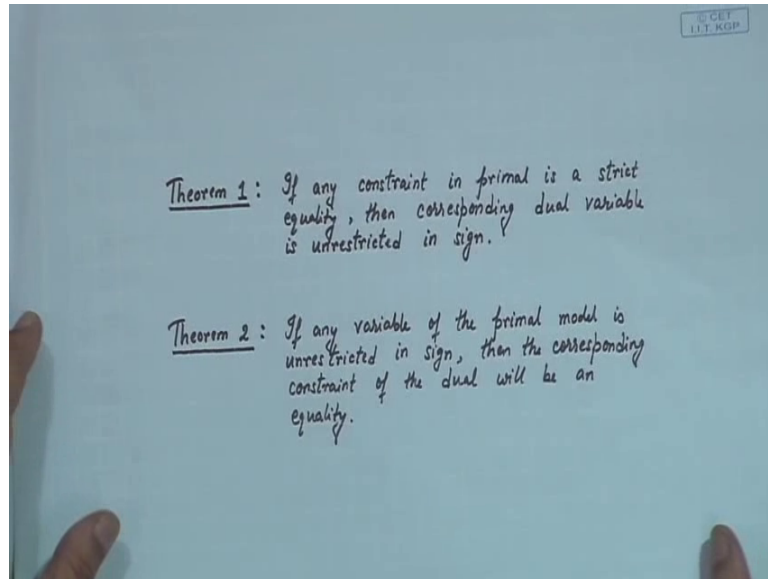 © CET
I.I.T. KGP
Theorem 1 : If any constraint in primal is a strict
equality, then corresponding dual variable
is unrestricted in sign.
Theorem 2 : If any variable of the primal model is
unrestricted in sign, then the corresponding
constraint of the dual will be an
equality.